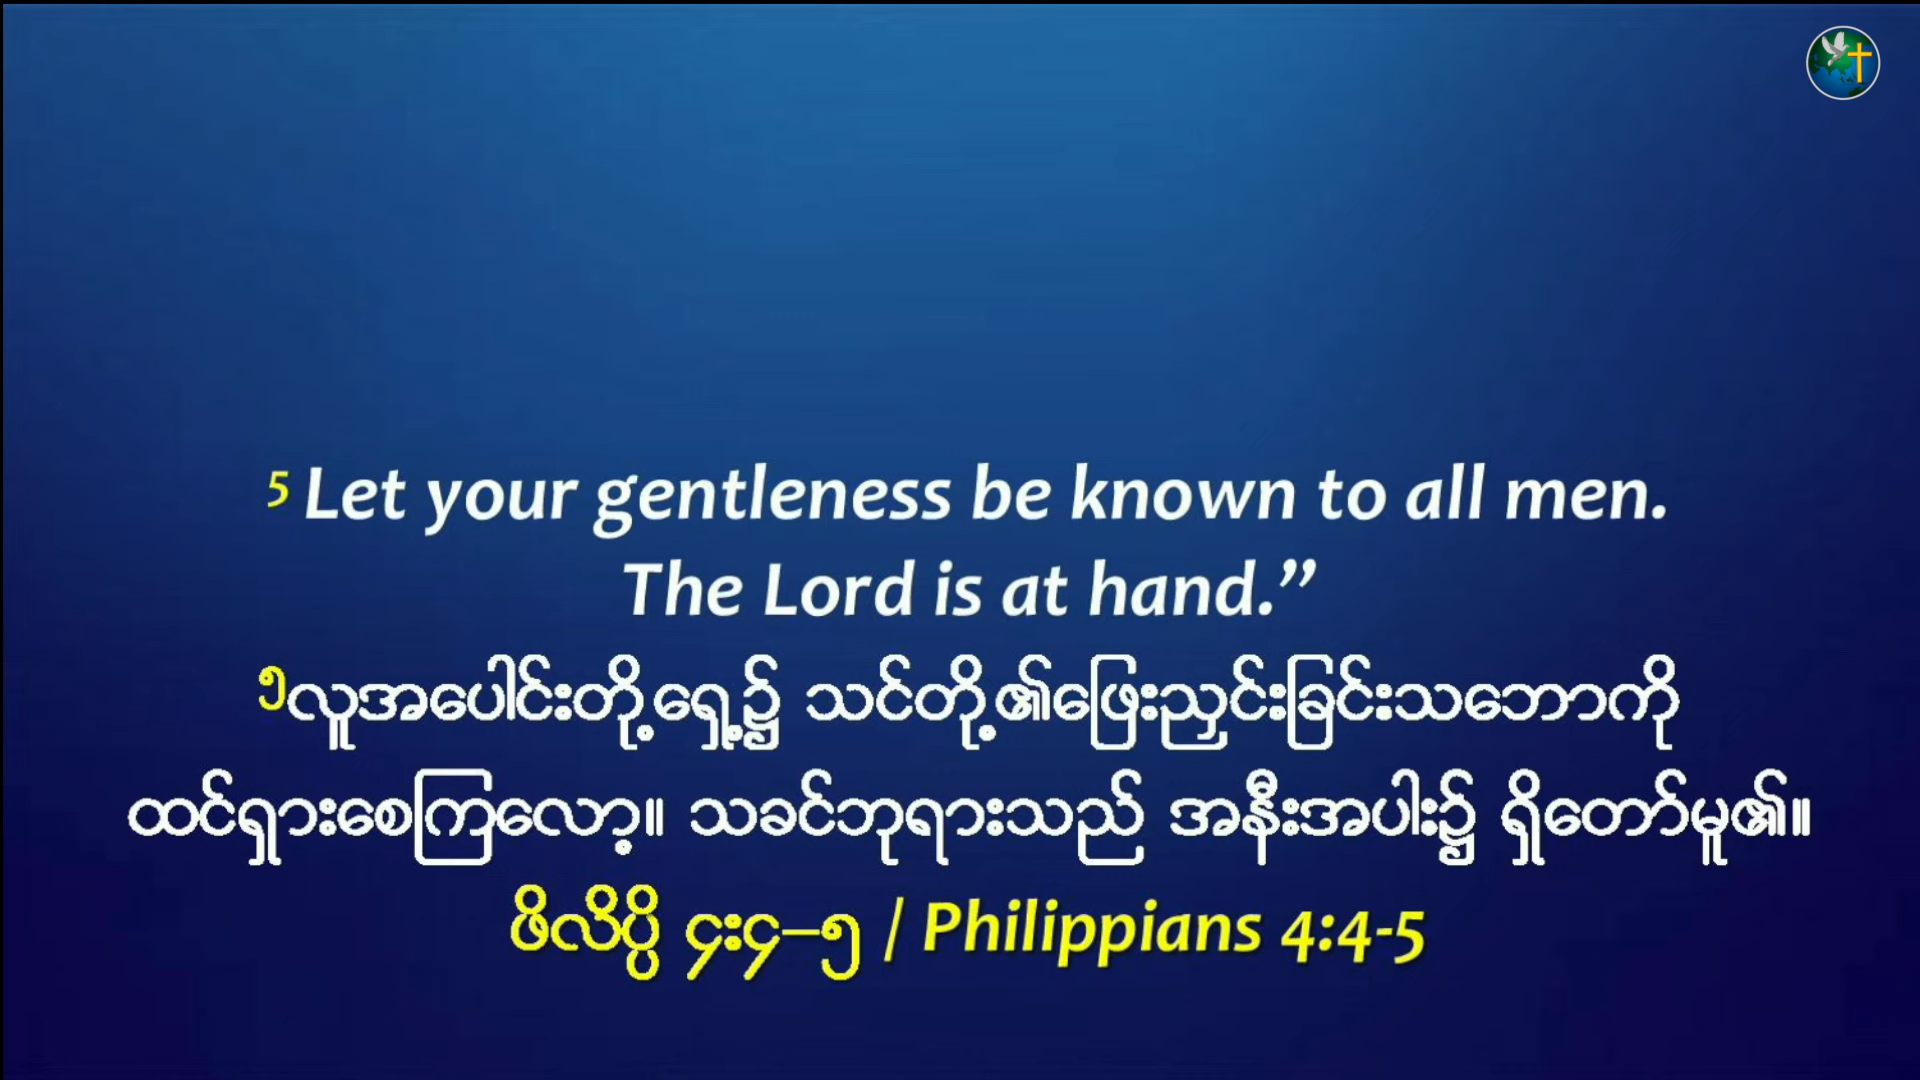 5 Let your gentleness be known to all men.
The Lord is at hand.”
၅လူအပေါင်းတို့ရှေ့၌ သင်တို့၏ဖြေးညှင်းခြင်းသဘောကို
ထင်ရှားစေကြလော့။ သခင်ဘုရားသည် အနီးအပါး၌ ရှိတော်မူ၏။
ဖိလိပ္ပိ ၄း၄–၅ / Philippians 4:4-5